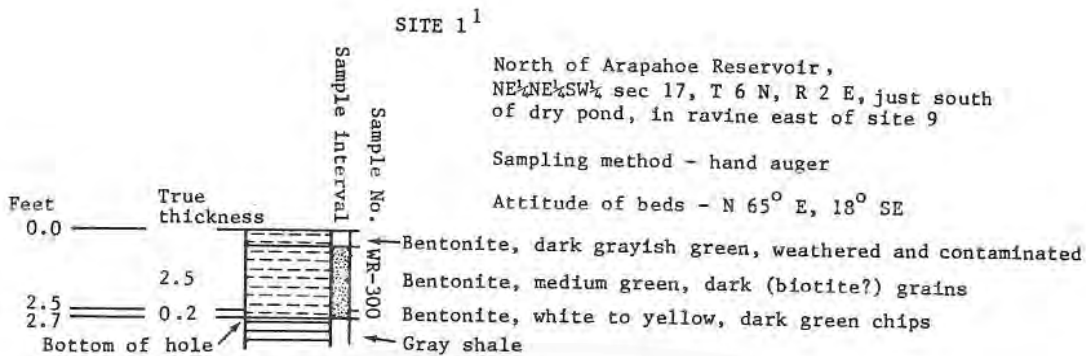 SITE 1¹
North of Arapahoe Reservoir,
NE¼NE¼SW¼ sec 17, T 6 N, R 2 E, just south
of dry pond, in ravine east of site 9
Sampling method - hand auger
Attitude of beds - N 65° E, 18° SE
Sample interval
Sample No.
Feet
True
thickness
0.0
Bentonite, dark grayish green, weathered and contaminated
2.5
Bentonite, medium green, dark (biotite?) grains
WR-300
2.5
0.2
Bentonite, white to yellow, dark green chips
2.7
Bottom of hole
Gray shale